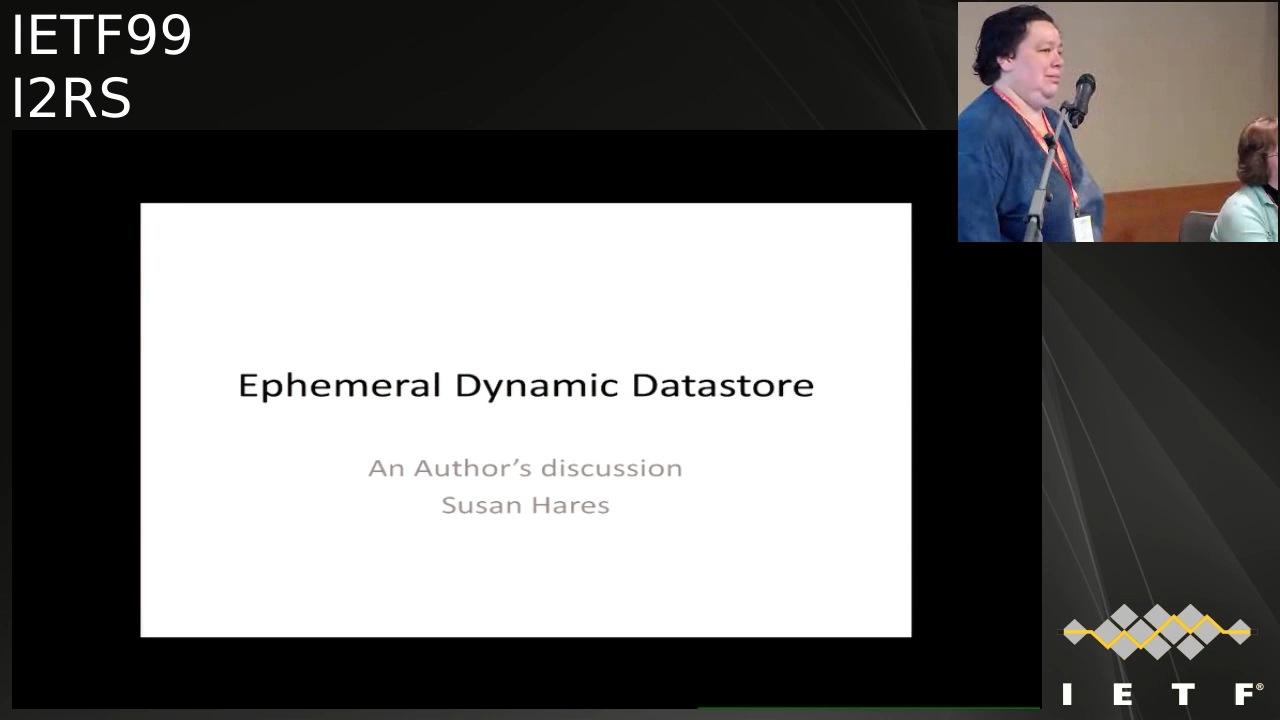 IETF99
I2RS
Ephemeral Dynamic Datastore
An Author’s discussion
Susan Hares
I E T F®